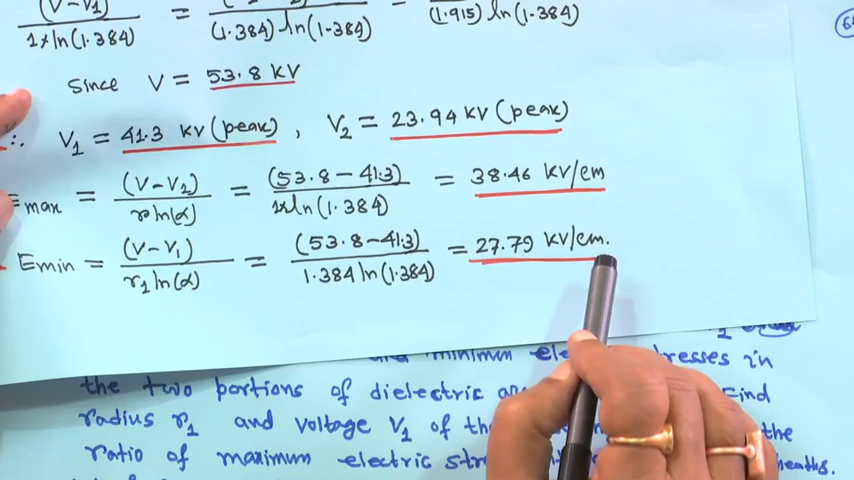 (V-V1) / 1×ln(1.384) = / (1.384) ln(1.384) = / (1.915) ln(1.384)
Since V = 53.8 KV
∴ V1 = 41.3 KV (peak), V2 = 23.94 KV (peak)
Emax = (V-V2) / r ln(α) = (53.8-41.3) / 1×ln(1.384) = 38.46 KV/cm
Emin = (V-V1) / r1 ln(α) = (53.8-41.3) / 1.384 ln(1.384) = 27.79 KV/cm.
and minimum stresses in
the two portions of dielectric Find
radius r1 and voltage V1 of the the
ratio of maximum electric